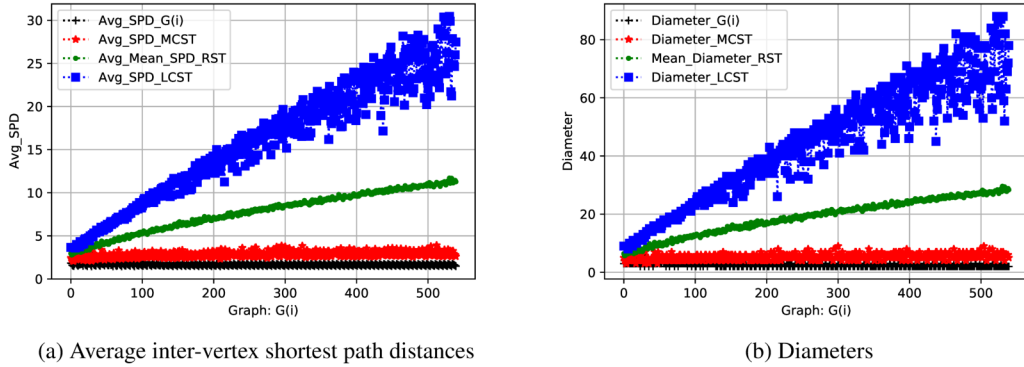 30
25
20
15
10
5
0
Avg_SPD
Avg_SPD_G(i)
Avg_SPD_MCST
Avg_Mean_SPD_RST
Avg_SPD_LCST
0 100 200 300 400 500
Graph: G(i)
(a) Average inter-vertex shortest path distances
80
60
40
20
0
Diameter
Diameter_G(i)
Diameter_MCST
Mean_Diameter_RST
Diameter_LCST
0 100 200 300 400 500
Graph: G(i)
(b) Diameters